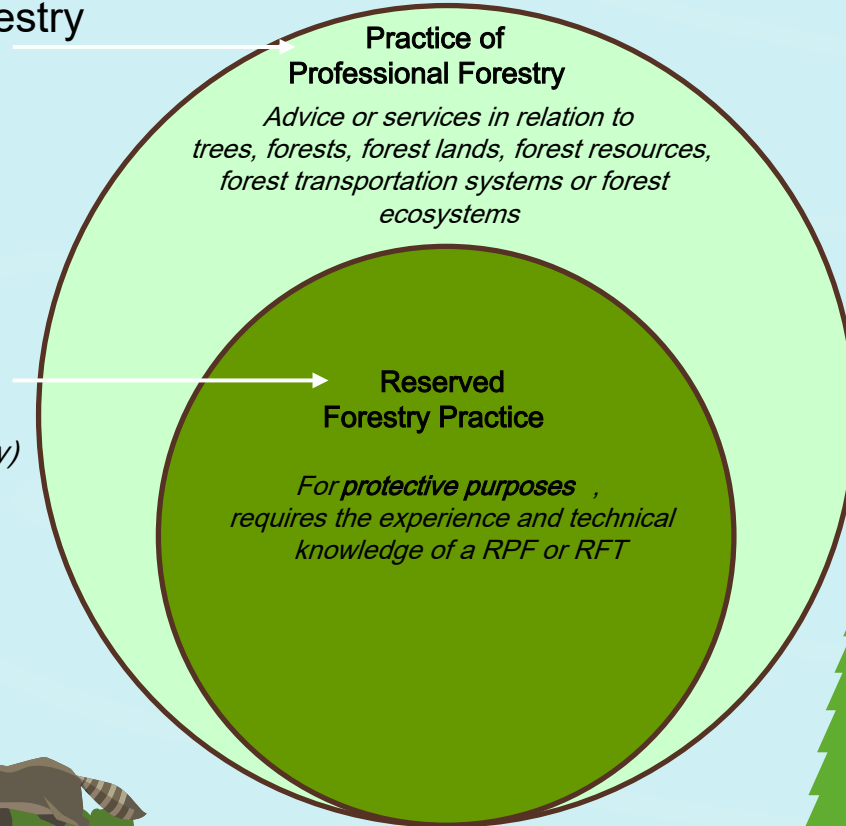 estry
Practice of
Professional Forestry
Advice or services in relation to
trees, forests, forest lands, forest resources,
forest transportation systems or forest
ecosystems
Reserved
Forestry Practice
y)
For protective purposes ,
requires the experience and technical
knowledge of a RPF or RFT